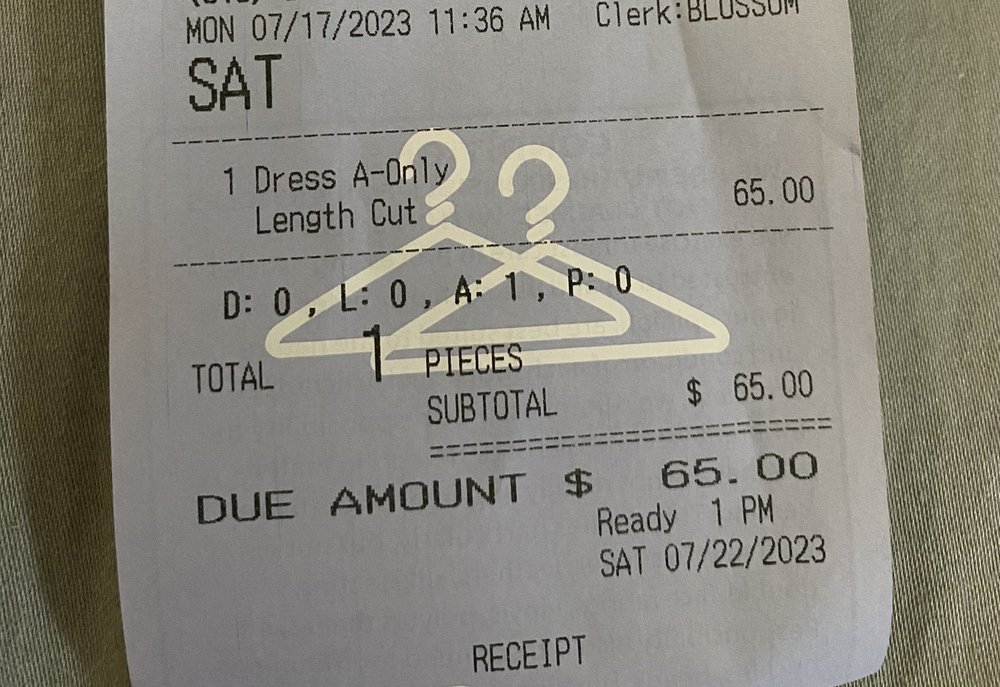 MON 07/17/2023 11:36 AM Clerk:BLOSSOM
SAT
1 Dress A-Only
Length Cut 65.00
D: 0 , L: 0 , A: 1 , P: 0
TOTAL 1 PIECES
SUBTOTAL $ 65.00
DUE AMOUNT $ 65.00
Ready 1 PM
SAT 07/22/2023
RECEIPT